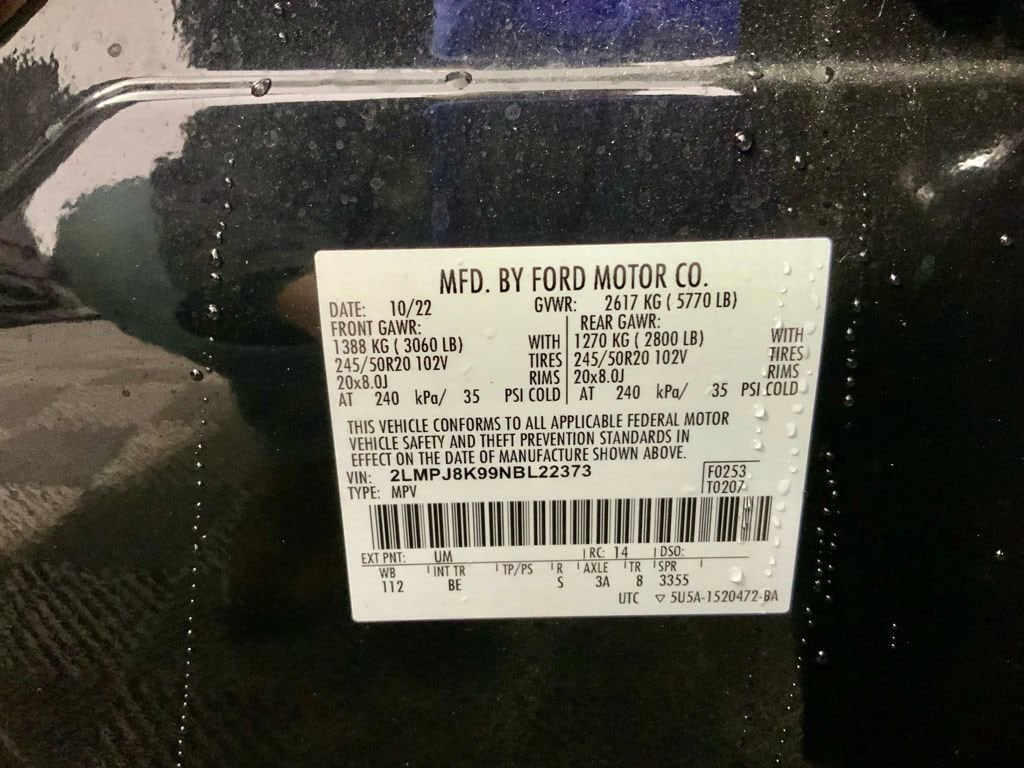 MFD. BY FORD MOTOR CO.
DATE: 10/22 GVWR: 2617 KG ( 5770 LB)
FRONT GAWR: REAR GAWR:
1388 KG ( 3060 LB) WITH 1270 KG ( 2800 LB) WITH
245/50R20 102V TIRES 245/50R20 102V TIRES
20x8.0J RIMS 20x8.0J RIMS
AT 240 kPa/ 35 PSI COLD AT 240 kPa/ 35 PSI COLD
THIS VEHICLE CONFORMS TO ALL APPLICABLE FEDERAL MOTOR
VEHICLE SAFETY AND THEFT PREVENTION STANDARDS IN
EFFECT ON THE DATE OF MANUFACTURE SHOWN ABOVE.
VIN: 2LMPJ8K99NBL22373 F0253
TYPE: MPV T0207
EXT PNT: UM RC: 14 DSO:
WB INT TR TP/PS R AXLE TR SPR
112 BE S 3A 8 3355
UTC ▽ 5U5A-1520472-BA